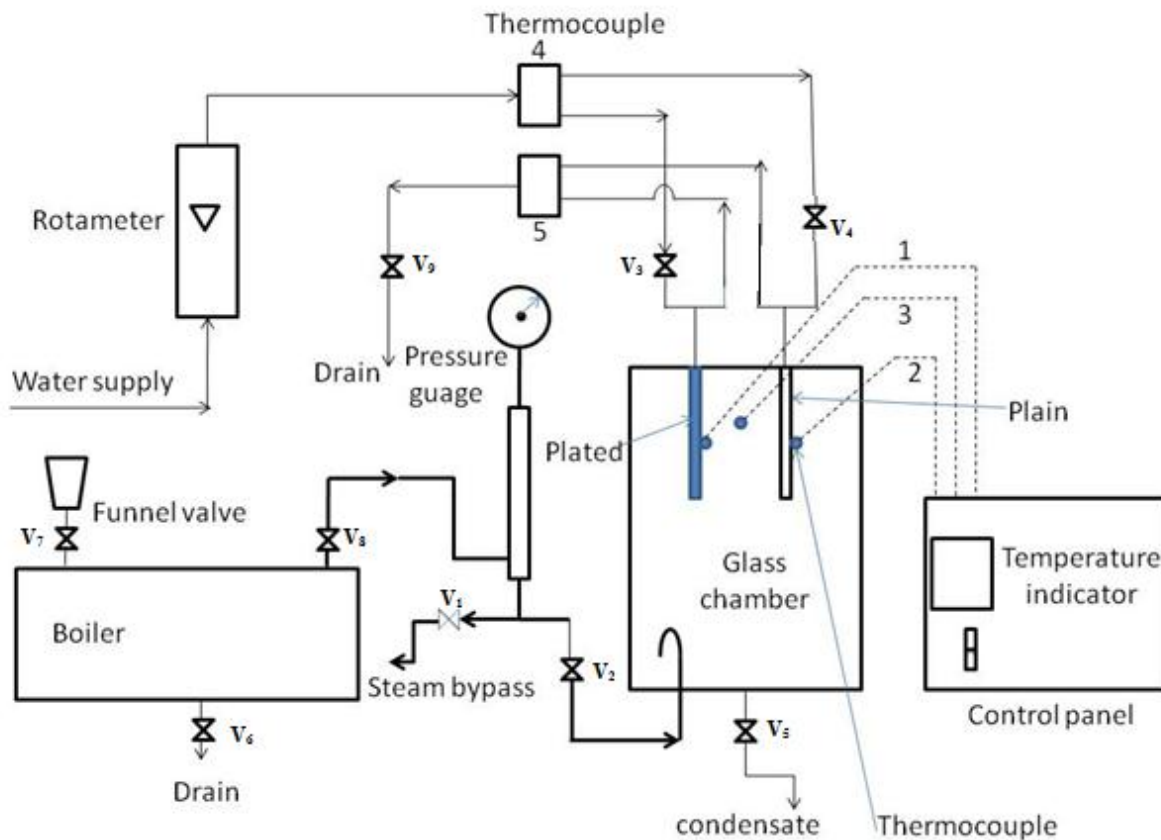 Thermocouple
4
Rotameter
5
V₉
V₃
V₄
1
3
2
Water supply
Drain
Pressure
guage
Plated
Plain
Funnel valve
V₇
V₈
Boiler
V₁
Steam bypass
V₂
Glass
chamber
Temperature
indicator
Control panel
V₆
Drain
V₅
condensate
Thermocouple